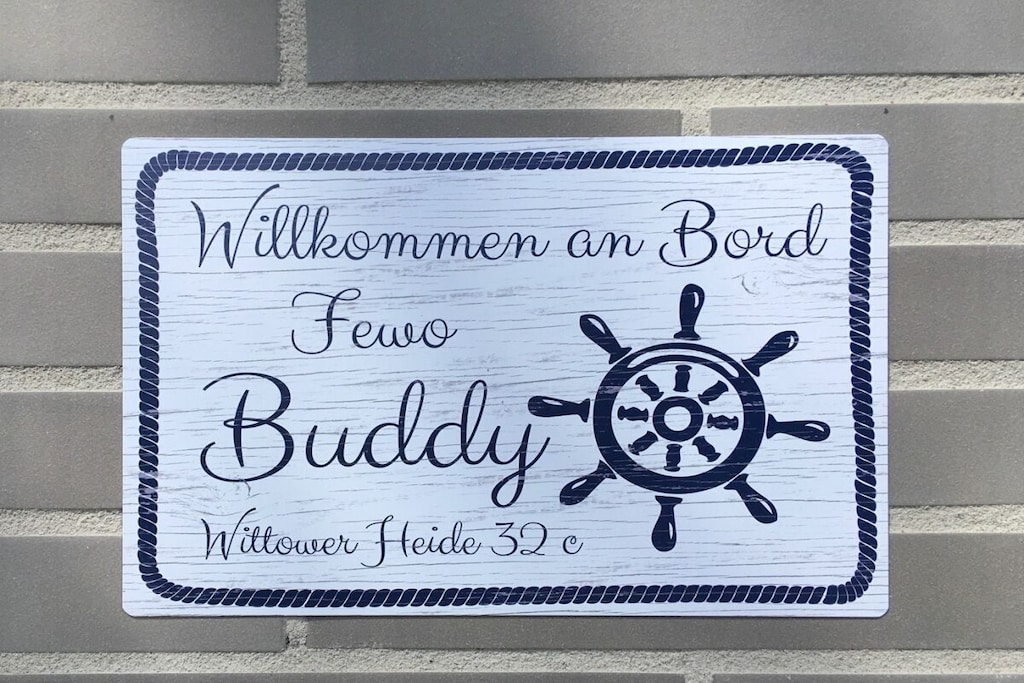 Willkommen an Bord
Fewo
Buddy
Wittower Heide 32 c